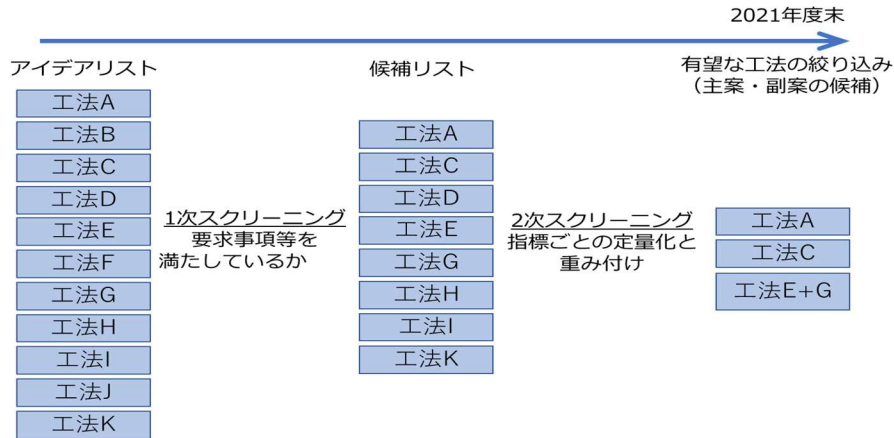 2021年度末
アイデアリスト
工法A
工法B
工法C
工法D
工法E
工法F
工法G
工法H
工法I
工法J
工法K
1次スクリーニング
要求事項等を
満たしているか
候補リスト
工法A
工法C
工法D
工法E
工法G
工法H
工法I
工法K
2次スクリーニング
指標ごとの定量化と
重み付け
有望な工法の絞り込み
（主案・副案の候補）
工法A
工法C
工法E+G